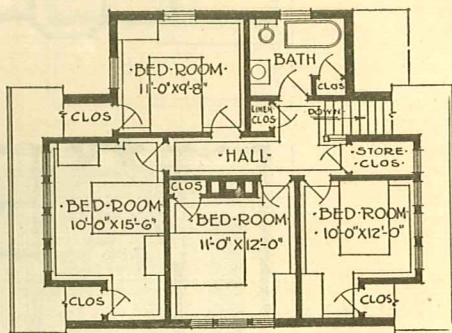 BATH
·BED·ROOM·
11'-0"X9'-8"
CLOS
CLOS
LINEN
CLOS
DOWN
·HALL·
·STORE·
CLOS·
CLOS
·BED·ROOM·
10'-0"X15'-6"
BED·ROOM
11'-0"X12'-0"
·BED·ROOM
10'-0"X12'-0"
CLOS
CLOS